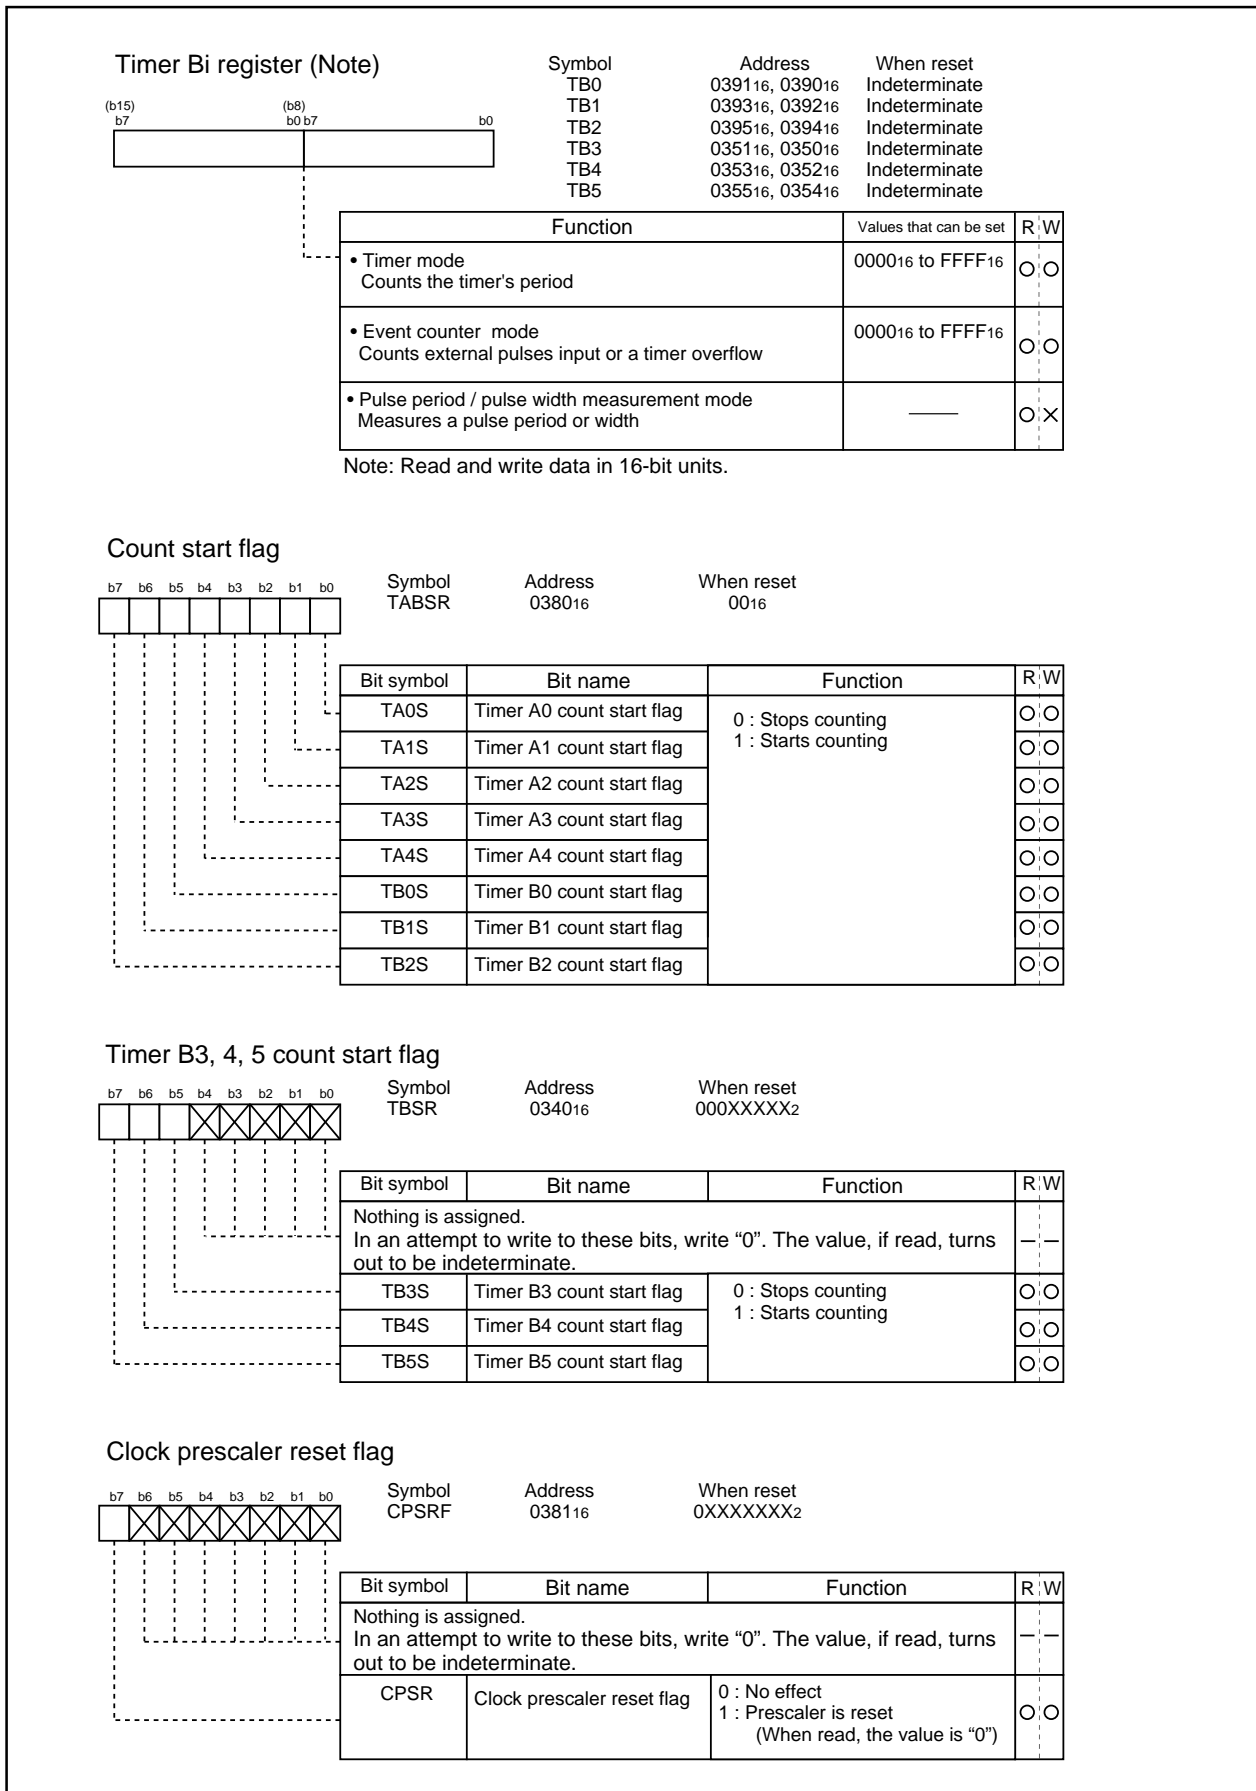 Timer Bi register (Note)
Symbol Address When reset
TB0 039116, 039016 Indeterminate
TB1 039316, 039216 Indeterminate
TB2 039516, 039416 Indeterminate
TB3 035116, 035016 Indeterminate
TB4 035316, 035216 Indeterminate
TB5 035516, 035416 Indeterminate
(b15) (b8)
b7 b0 b7 b0
Function Values that can be set R W
• Timer mode 000016 to FFFF16
Counts the timer's period
• Event counter mode 000016 to FFFF16
Counts external pulses input or a timer overflow
• Pulse period / pulse width measurement mode
Measures a pulse period or width
Note: Read and write data in 16-bit units.
Count start flag
b7 b6 b5 b4 b3 b2 b1 b0
Symbol Address When reset
TABSR 038016 0016
Bit symbol Bit name Function R W
TA0S Timer A0 count start flag 0 : Stops counting
1 : Starts counting
TA1S Timer A1 count start flag
TA2S Timer A2 count start flag
TA3S Timer A3 count start flag
TA4S Timer A4 count start flag
TB0S Timer B0 count start flag
TB1S Timer B1 count start flag
TB2S Timer B2 count start flag
Timer B3, 4, 5 count start flag
b7 b6 b5 b4 b3 b2 b1 b0
Symbol Address When reset
TBSR 034016 000XXXXX2
Bit symbol Bit name Function R W
Nothing is assigned.
In an attempt to write to these bits, write “0”. The value, if read, turns — —
out to be indeterminate.
TB3S Timer B3 count start flag 0 : Stops counting
1 : Starts counting
TB4S Timer B4 count start flag
TB5S Timer B5 count start flag
Clock prescaler reset flag
b7 b6 b5 b4 b3 b2 b1 b0
Symbol Address When reset
CPSRF 038116 0XXXXXXX2
Bit symbol Bit name Function R W
Nothing is assigned.
In an attempt to write to these bits, write “0”. The value, if read, turns — —
out to be indeterminate.
CPSR Clock prescaler reset flag 0 : No effect
1 : Prescaler is reset
(When read, the value is “0”)